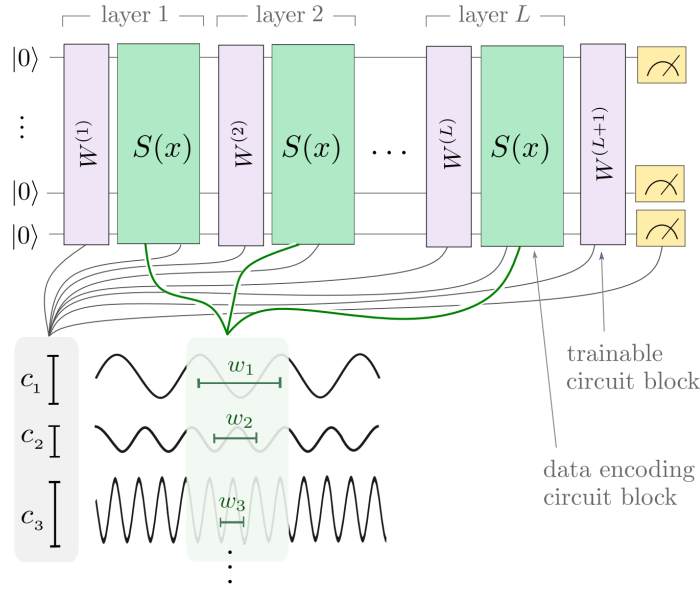 layer 1 layer 2 layer L
|0⟩
W^{(1)} S(x) W^{(2)} S(x) ... W^{(L)} S(x) W^{(L+1)}
⋮
|0⟩
|0⟩
trainable
circuit block
c_1 w_1
c_2 w_2
data encoding
circuit block
c_3 w_3
⋮